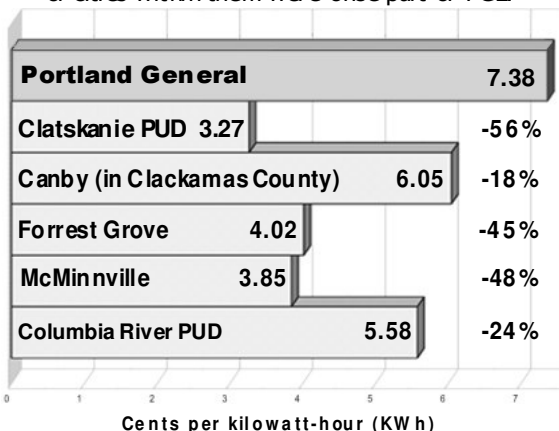 Portland General 7.38
Clatskanie PUD 3.27 -56%
Canby (in Clackamas County) 6.05 -18%
Forrest Grove 4.02 -45%
McMinnville 3.85 -48%
Columbia River PUD 5.58 -24%
0 1 2 3 4 5 6 7
Cents per kilowatt-hour (KWh)